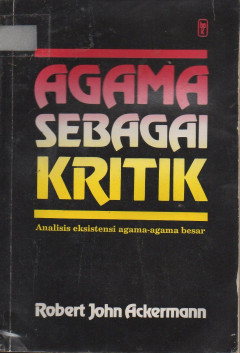 AGAMA
SEBAGAI
KRITIK
Analisis eksistensi agama-agama besar
Robert John Ackermann